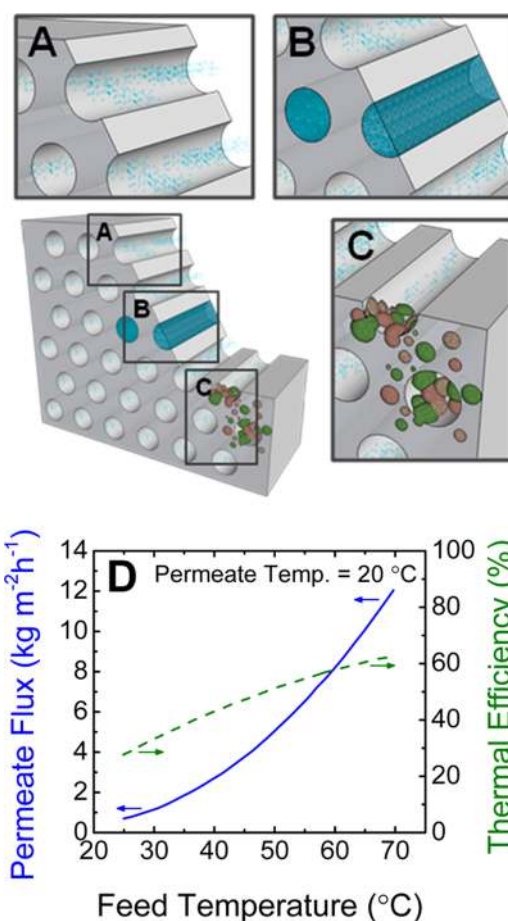 A
B
A
B
C
C
D
Permeate Temp. = 20 °C
Permeate Flux (kg m-2h-1)
14
12
10
8
6
4
2
0
100
80
60
40
20
0
Thermal Efficiency (%)
20 30 40 50 60 70
Feed Temperature (°C)